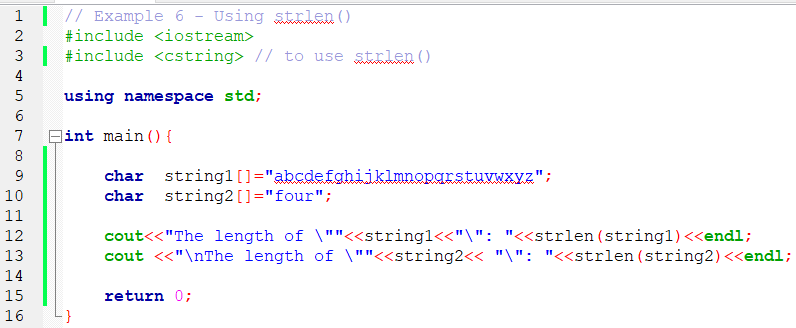 1 // Example 6 - Using strlen()
2 #include <iostream>
3 #include <cstring> // to use strlen()
4
5 using namespace std;
6
7 int main(){
8
9 char  string1[]="abcdefghijklmnopqrstuvwxyz";
10 char  string2[]="four";
11
12 cout<<"The length of \""<<string1<<"\": "<<strlen(string1)<<endl;
13 cout <<"\nThe length of \""<<string2<< "\": "<<strlen(string2)<<endl;
14
15 return 0;
16 }